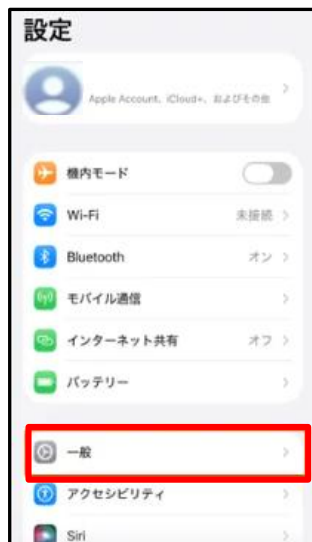 設定
Apple Account、iCloud+、およびその他
機内モード
Wi-Fi 未接続
Bluetooth オン
モバイル通信
インターネット共有 オフ
バッテリー
一般
アクセシビリティ
Siri